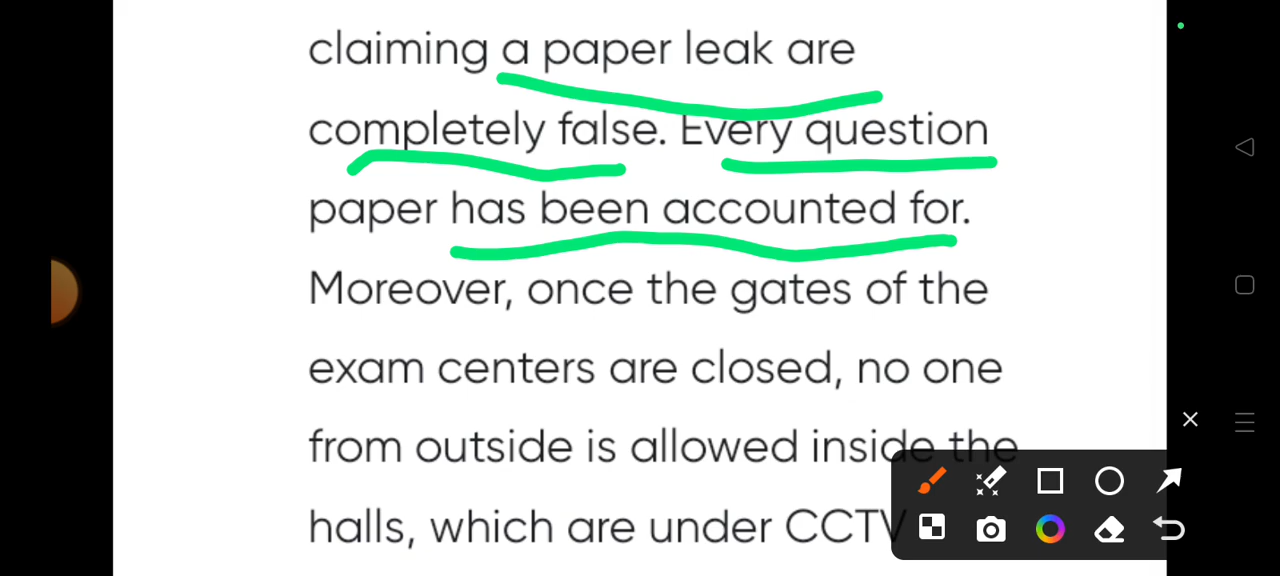 claiming a paper leak are
completely false. Every question
paper has been accounted for.
Moreover, once the gates of the
exam centers are closed, no one
from outside is allowed inside the
halls, which are under CCTV